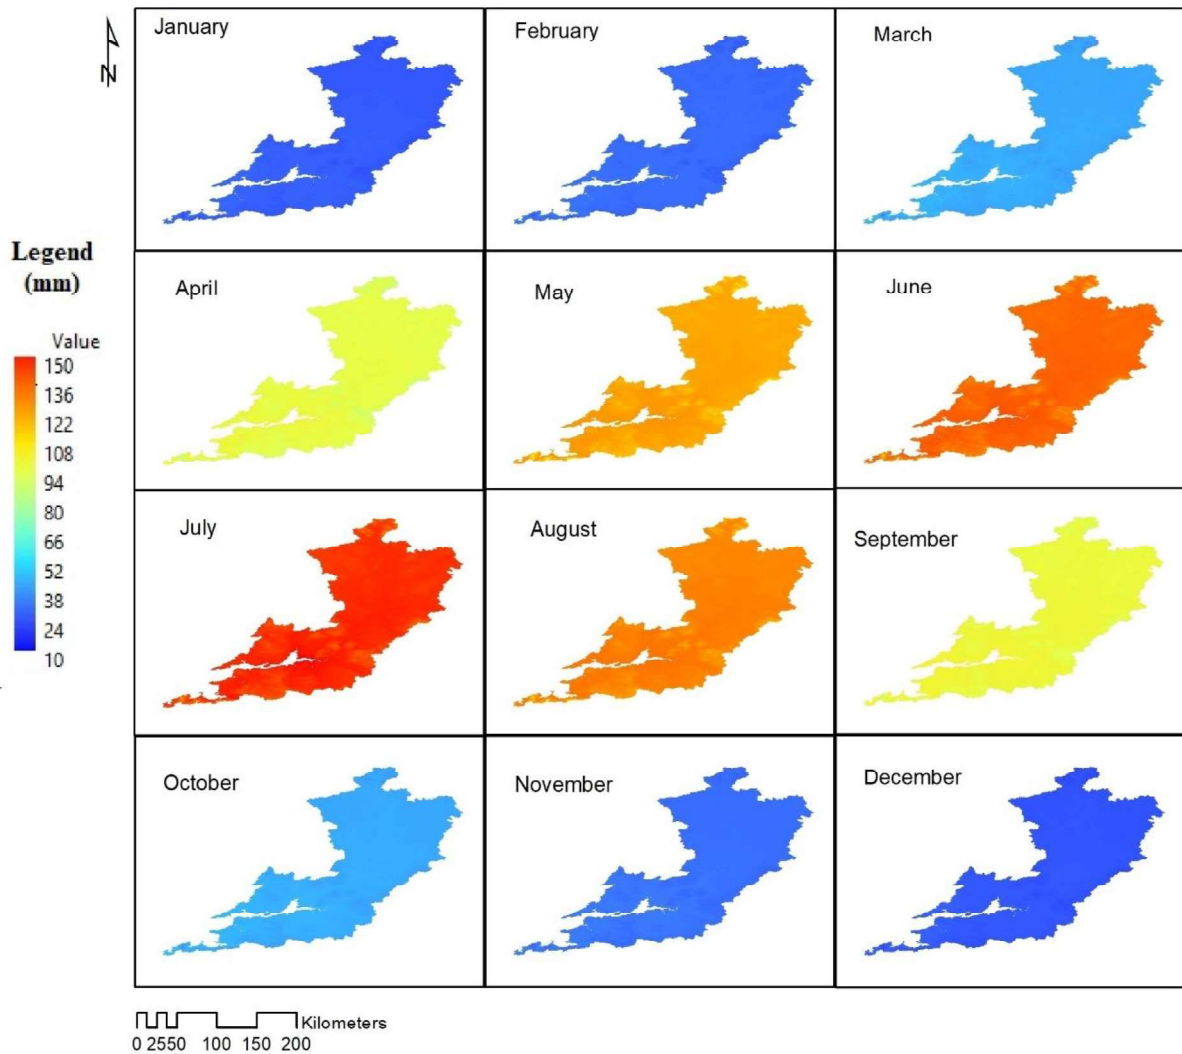 January
February
March
N
Legend
(mm)
April
May
June
Value
150
136
122
108
94
80
66
52
38
24
10
July
August
September
October
November
December
Kilometers
0 2550 100 150 200